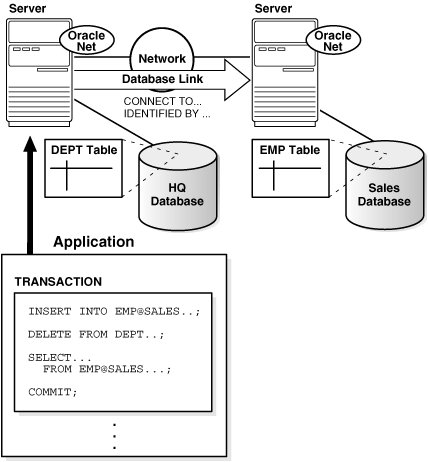 Server
Server
Oracle
Net
Oracle
Net
Network
Database Link
CONNECT TO...
IDENTIFIED BY ...
DEPT Table
HQ
Database
EMP Table
Sales
Database
Application
TRANSACTION
INSERT INTO EMP@SALES..;
DELETE FROM DEPT..;
SELECT...
FROM EMP@SALES...;
COMMIT;
.
.
.